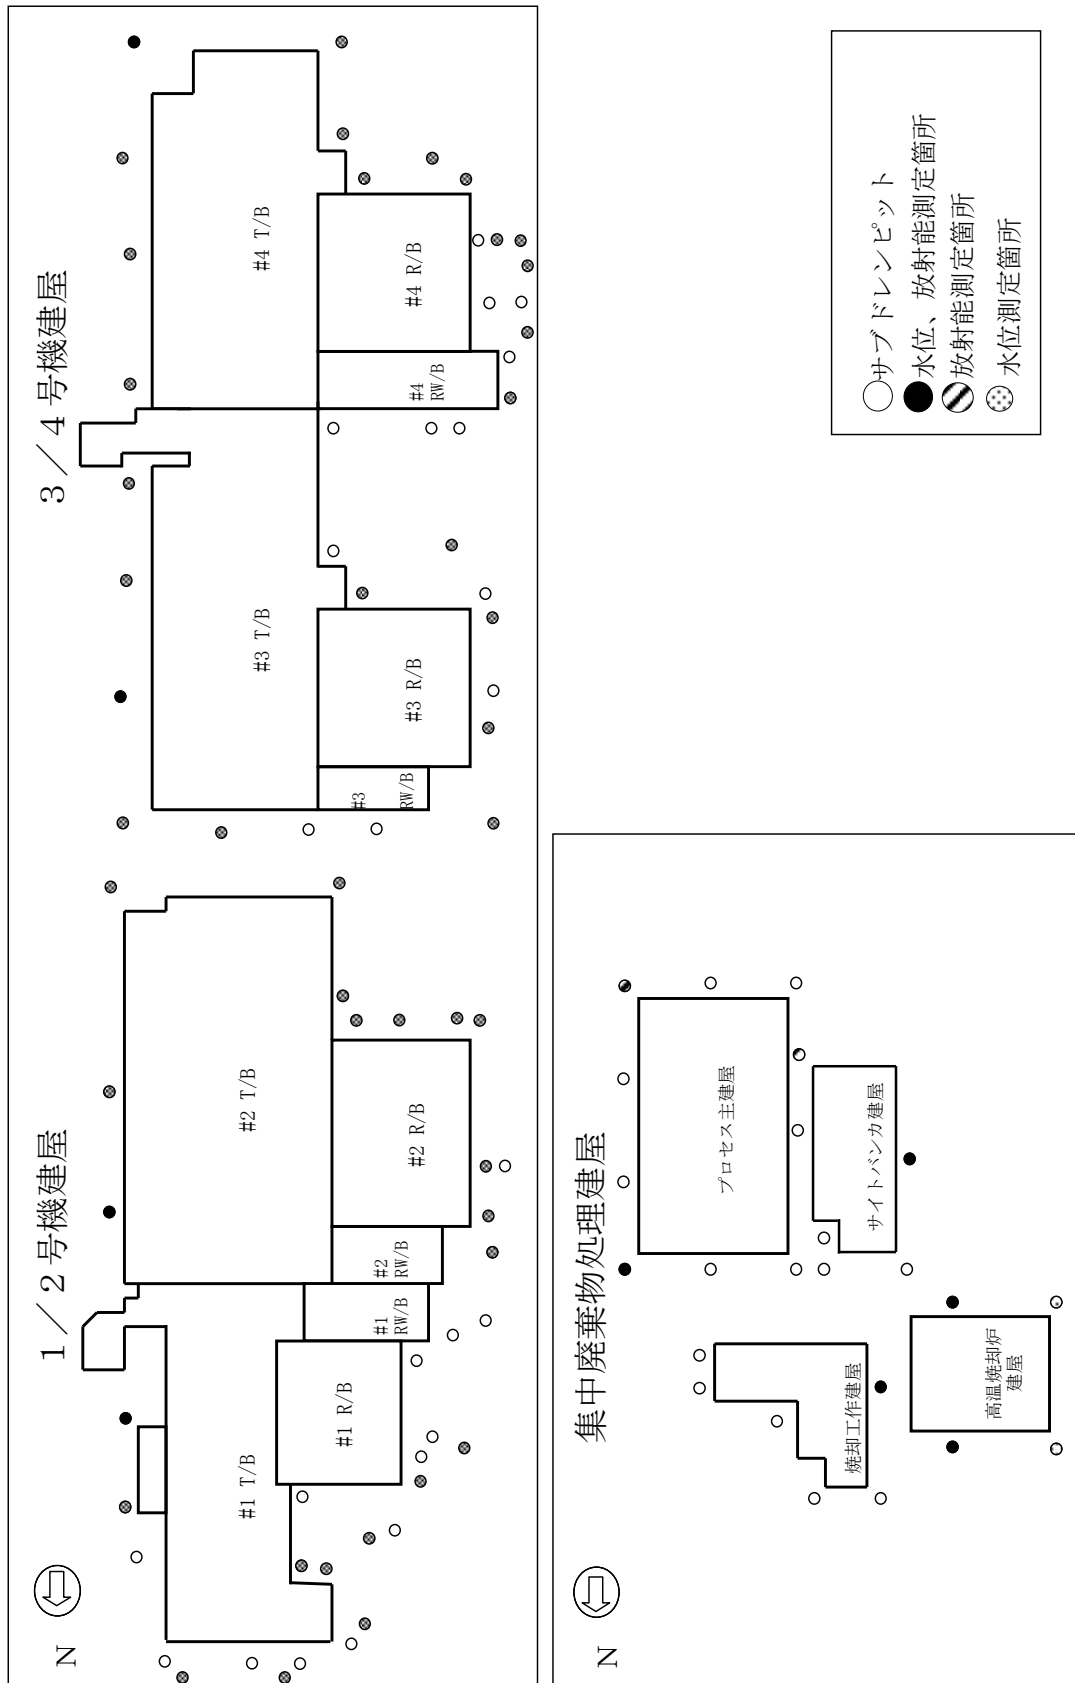 1／2号機建屋
3／4号機建屋
N
#1 T/B
#1 R/B
#1
RW/B
#2
RW/B
#2 T/B
#2 R/B
#3
RW/B
#3 T/B
#3 R/B
#4
RW/B
#4 T/B
#4 R/B
集中廃棄物処理建屋
N
プロセス主建屋
サイトバンカ建屋
焼却工作建屋
高温焼却炉
建屋
サブドレンピット
水位、放射能測定箇所
放射能測定箇所
水位測定箇所